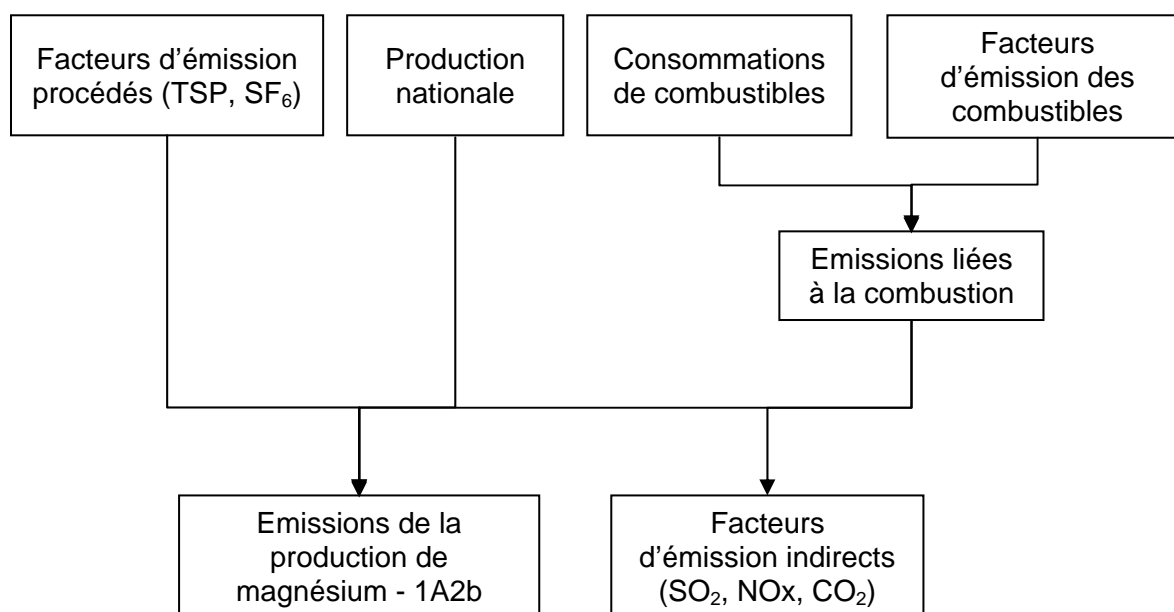 Facteurs d’émission
procédés (TSP, SF₆)
Production
nationale
Consommations
de combustibles
Facteurs
d’émission des
combustibles
Emissions liées
à la combustion
Emissions de la
production de
magnésium - 1A2b
Facteurs
d’émission indirects
(SO₂, NOx, CO₂)